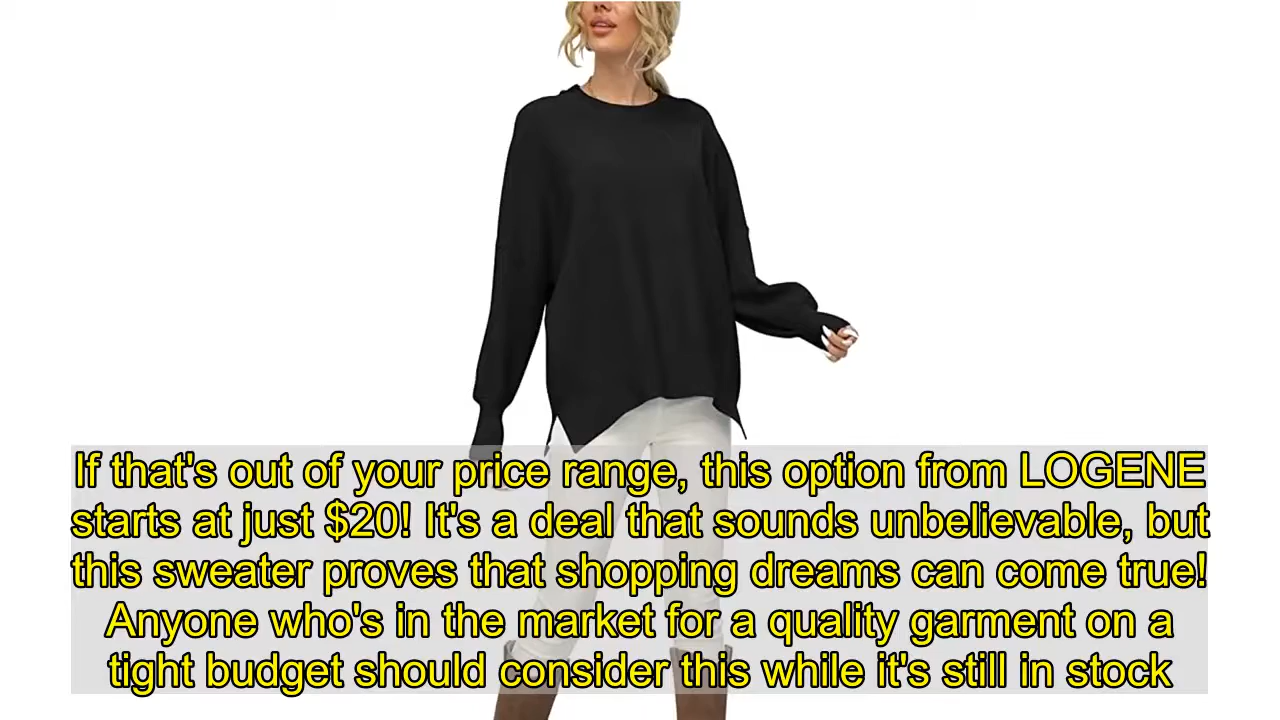 If that's out of your price range, this option from LOGENE
starts at just $20! It's a deal that sounds unbelievable, but
this sweater proves that shopping dreams can come true!
Anyone who's in the market for a quality garment on a
tight budget should consider this while it's still in stock